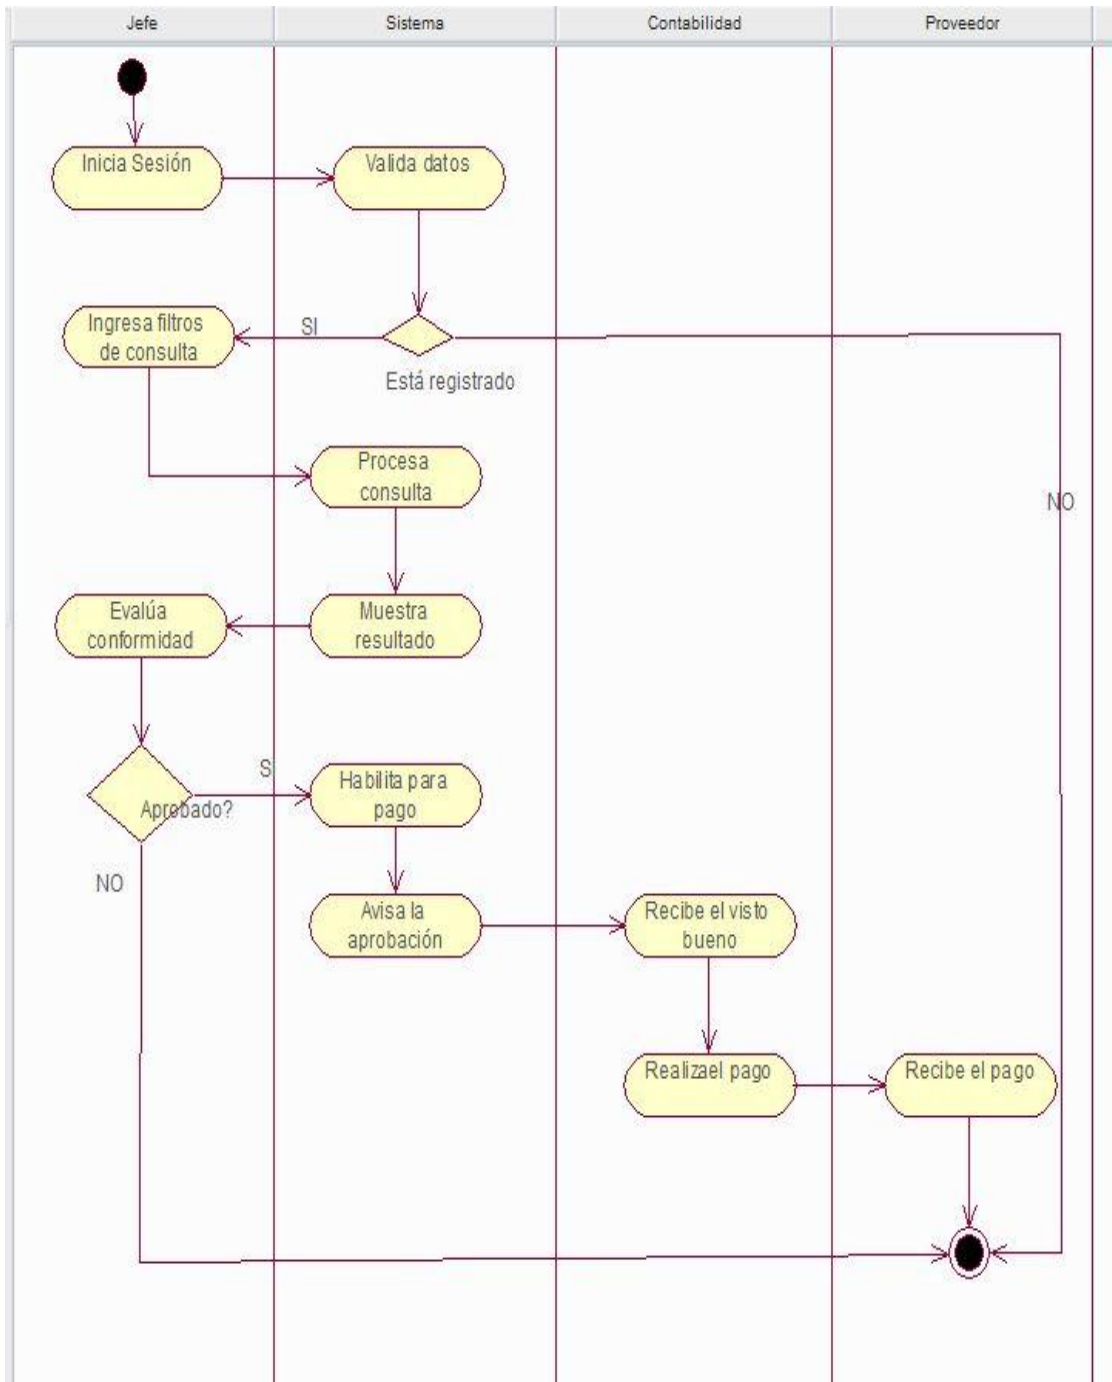 Jefe
Sistema
Contabilidad
Proveedor
Inicia Sesión
Valida datos
Ingresa filtros
de consulta
SI
Está registrado
Procesa
consulta
NO
Evalúa
conformidad
Muestra
resultado
S
Aprobado?
Habilita para
pago
NO
Avisa la
aprobación
Recibe el visto
bueno
Realizael pago
Recibe el pago